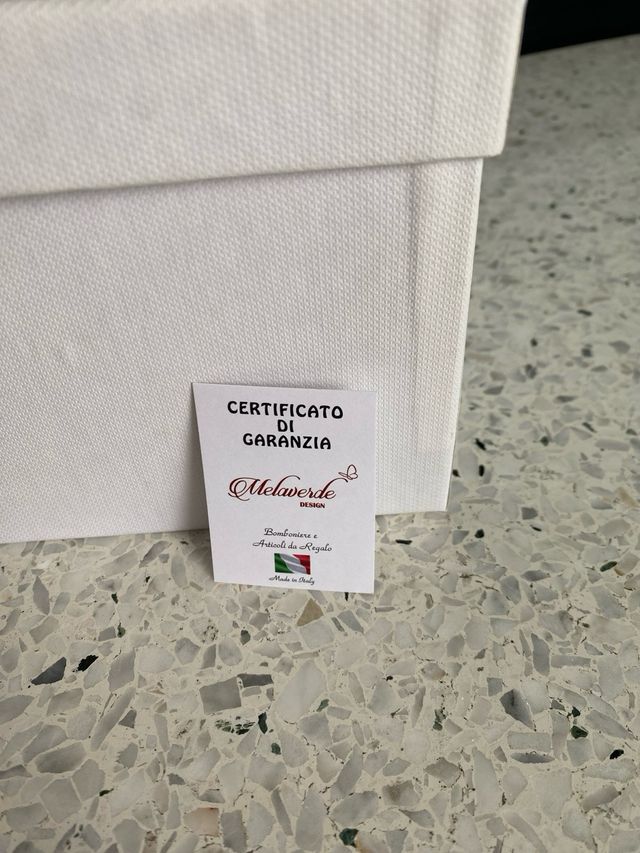 CERTIFICATO
DI
GARANZIA
Melaverde
DESIGN
Bomboniere e
Articoli da Regalo
Made in Italy